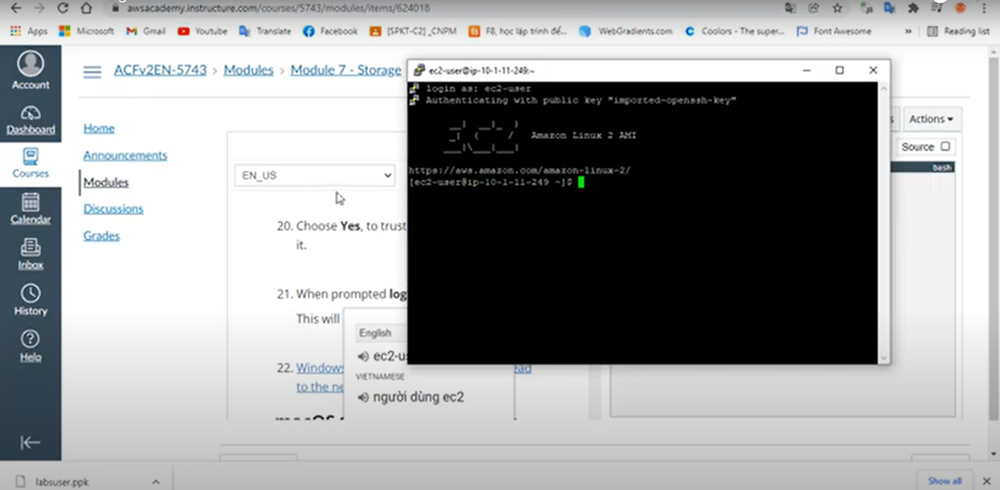 awsacademy.instructure.com/courses/5743/modules/items/624018
Apps Microsoft Gmail Youtube Translate Facebook [SPKT-C2] _CNPM F8, học lập trình để... WebGradients.com Coolors - The super... Font Awesome » Reading list
Account
Dashboard
Courses
Calendar
Inbox
History
Help
ACFv2EN-5743 › Modules › Module 7 - Storage
Home
Announcements
Modules
Discussions
Grades
EN_US
20. Choose Yes, to trust
it.
21. When prompted log
This will
22. Windows
ead
to the ne
macOS
English
ec2-us
VIETNAMESE
người dùng ec2
ec2-user@ip-10-1-11-249:~
login as: ec2-user
Authenticating with public key "imported-openssh-key"
__| __|_ )
_| ( / Amazon Linux 2 AMI
___|\___|___|
https://aws.amazon.com/amazon-linux-2/
[ec2-user@ip-10-1-11-249 ~]$
s Actions
Source
bash
labsuser.ppk
Show all